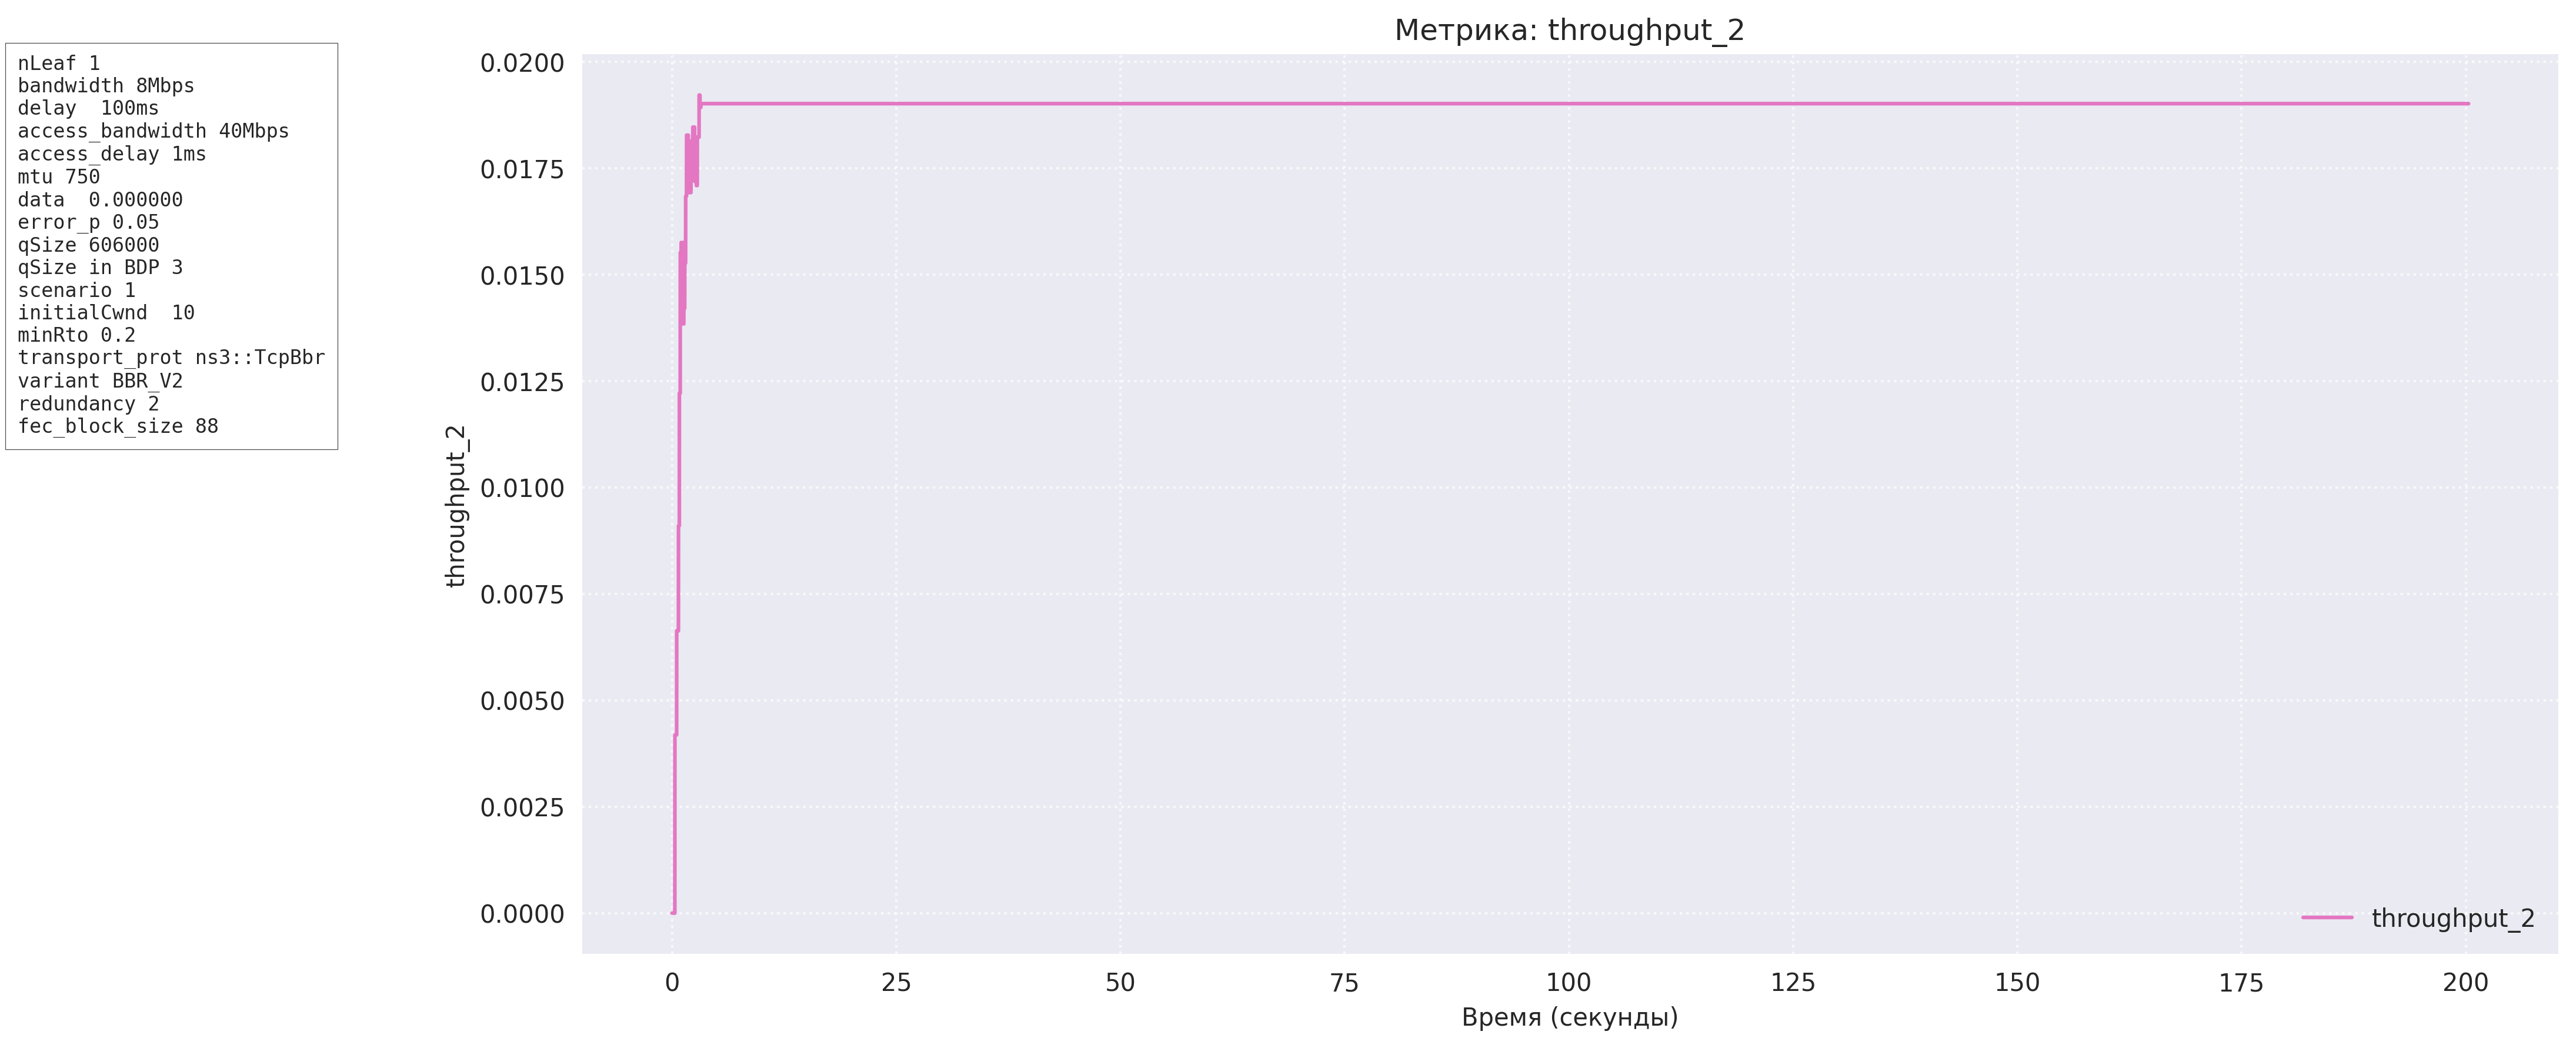 Метрика: throughput_2
nLeaf 1
bandwidth 8Mbps
delay  100ms
access_bandwidth 40Mbps
access_delay 1ms
mtu 750
data  0.000000
error_p 0.05
qSize 606000
qSize in BDP 3
scenario 1
initialCwnd  10
minRto 0.2
transport_prot ns3::TcpBbr
variant BBR_V2
redundancy 2
fec_block_size 88
throughput_2
0.0200
0.0175
0.0150
0.0125
0.0100
0.0075
0.0050
0.0025
0.0000
throughput_2
0 25 50 75 100 125 150 175 200
Время (секунды)